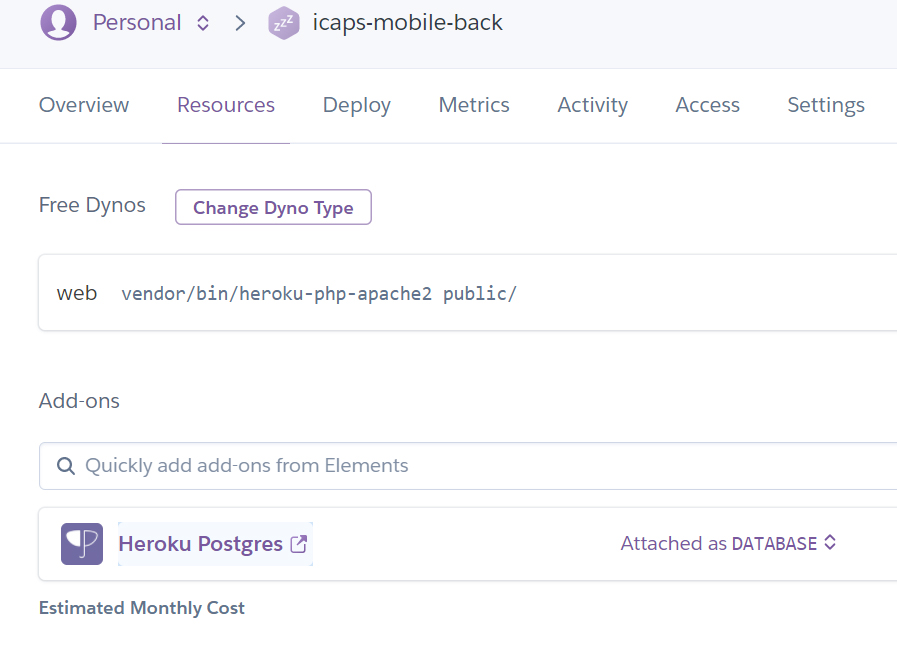 Personal > icaps-mobile-back
Overview Resources Deploy Metrics Activity Access Settings
Free Dynos Change Dyno Type
web vendor/bin/heroku-php-apache2 public/
Add-ons
Quickly add add-ons from Elements
Heroku Postgres Attached as DATABASE
Estimated Monthly Cost